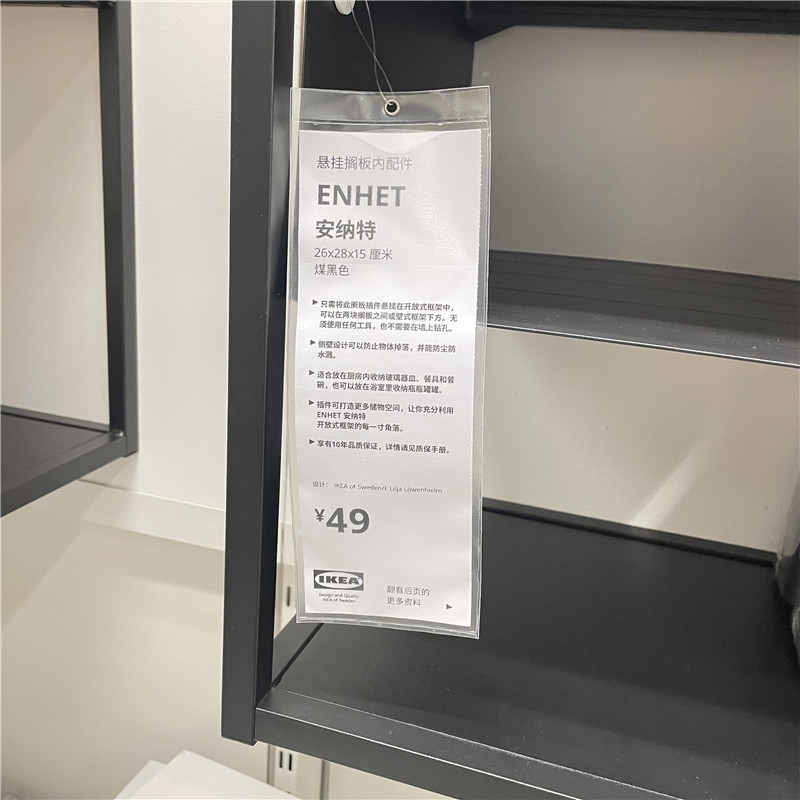 悬挂搁板内配件
ENHET
安纳特
26x28x15 厘米
煤黑色
▶ 只需将此搁板插件悬挂在开放式框架中，
可以在两块搁板之间或壁式框架下方。无
须使用任何工具，也不需要在墙上钻孔。
▶ 侧壁设计可以防止物体掉落，并能防尘防
水溅。
▶ 适合放在厨房内收纳玻璃器皿、餐具和餐
碗，也可以放在浴室里收纳瓶瓶罐罐。
▶ 插件可打造更多储物空间，让你充分利用
ENHET 安纳特
开放式框架的每一寸角落。
▶ 享有10年品质保证，详情请见质保手册。
设计： IKEA of Sweden/E Lilja Löwenhielm
¥49
IKEA
Design and Quality
IKEA of Sweden
翻看后页的
更多资料 ▶